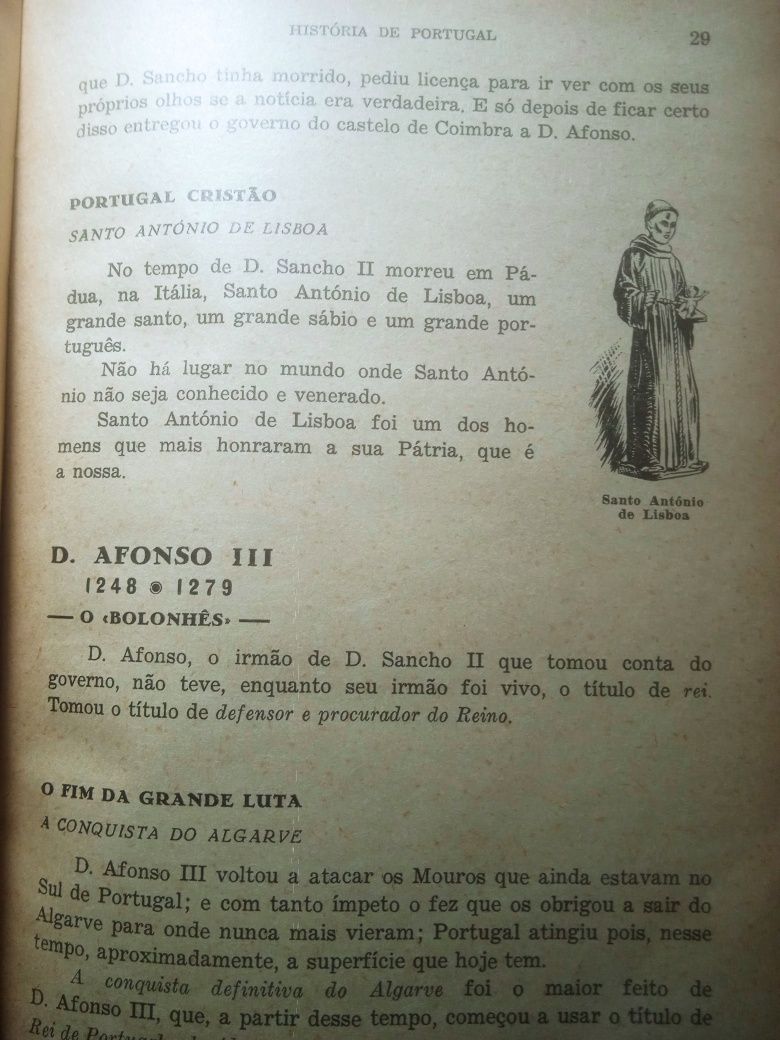 HISTÓRIA DE PORTUGAL 29
que D. Sancho tinha morrido, pediu licença para ir ver com os seus
próprios olhos se a notícia era verdadeira. E só depois de ficar certo
disso entregou o governo do castelo de Coimbra a D. Afonso.
PORTUGAL CRISTÃO
SANTO ANTÓNIO DE LISBOA
No tempo de D. Sancho II morreu em Pá-
dua, na Itália, Santo António de Lisboa, um
grande santo, um grande sábio e um grande por-
tuguês.
Não há lugar no mundo onde Santo Antó-
nio não seja conhecido e venerado.
Santo António de Lisboa foi um dos ho-
mens que mais honraram a sua Pátria, que é
a nossa.
Santo António
de Lisboa
D. AFONSO III
1248 ◉ 1279
— O «BOLONHÊS» —
D. Afonso, o irmão de D. Sancho II que tomou conta do
governo, não teve, enquanto seu irmão foi vivo, o título de rei.
Tomou o título de defensor e procurador do Reino.
O FIM DA GRANDE LUTA
A CONQUISTA DO ALGARVE
D. Afonso III voltou a atacar os Mouros que ainda estavam no
Sul de Portugal; e com tanto ímpeto o fez que os obrigou a sair do
Algarve para onde nunca mais vieram; Portugal atingiu pois, nesse
tempo, aproximadamente, a superfície que hoje tem.
A conquista definitiva do Algarve foi o maior feito de
D. Afonso III, que, a partir desse tempo, começou a usar o título de
Rei de Portugal